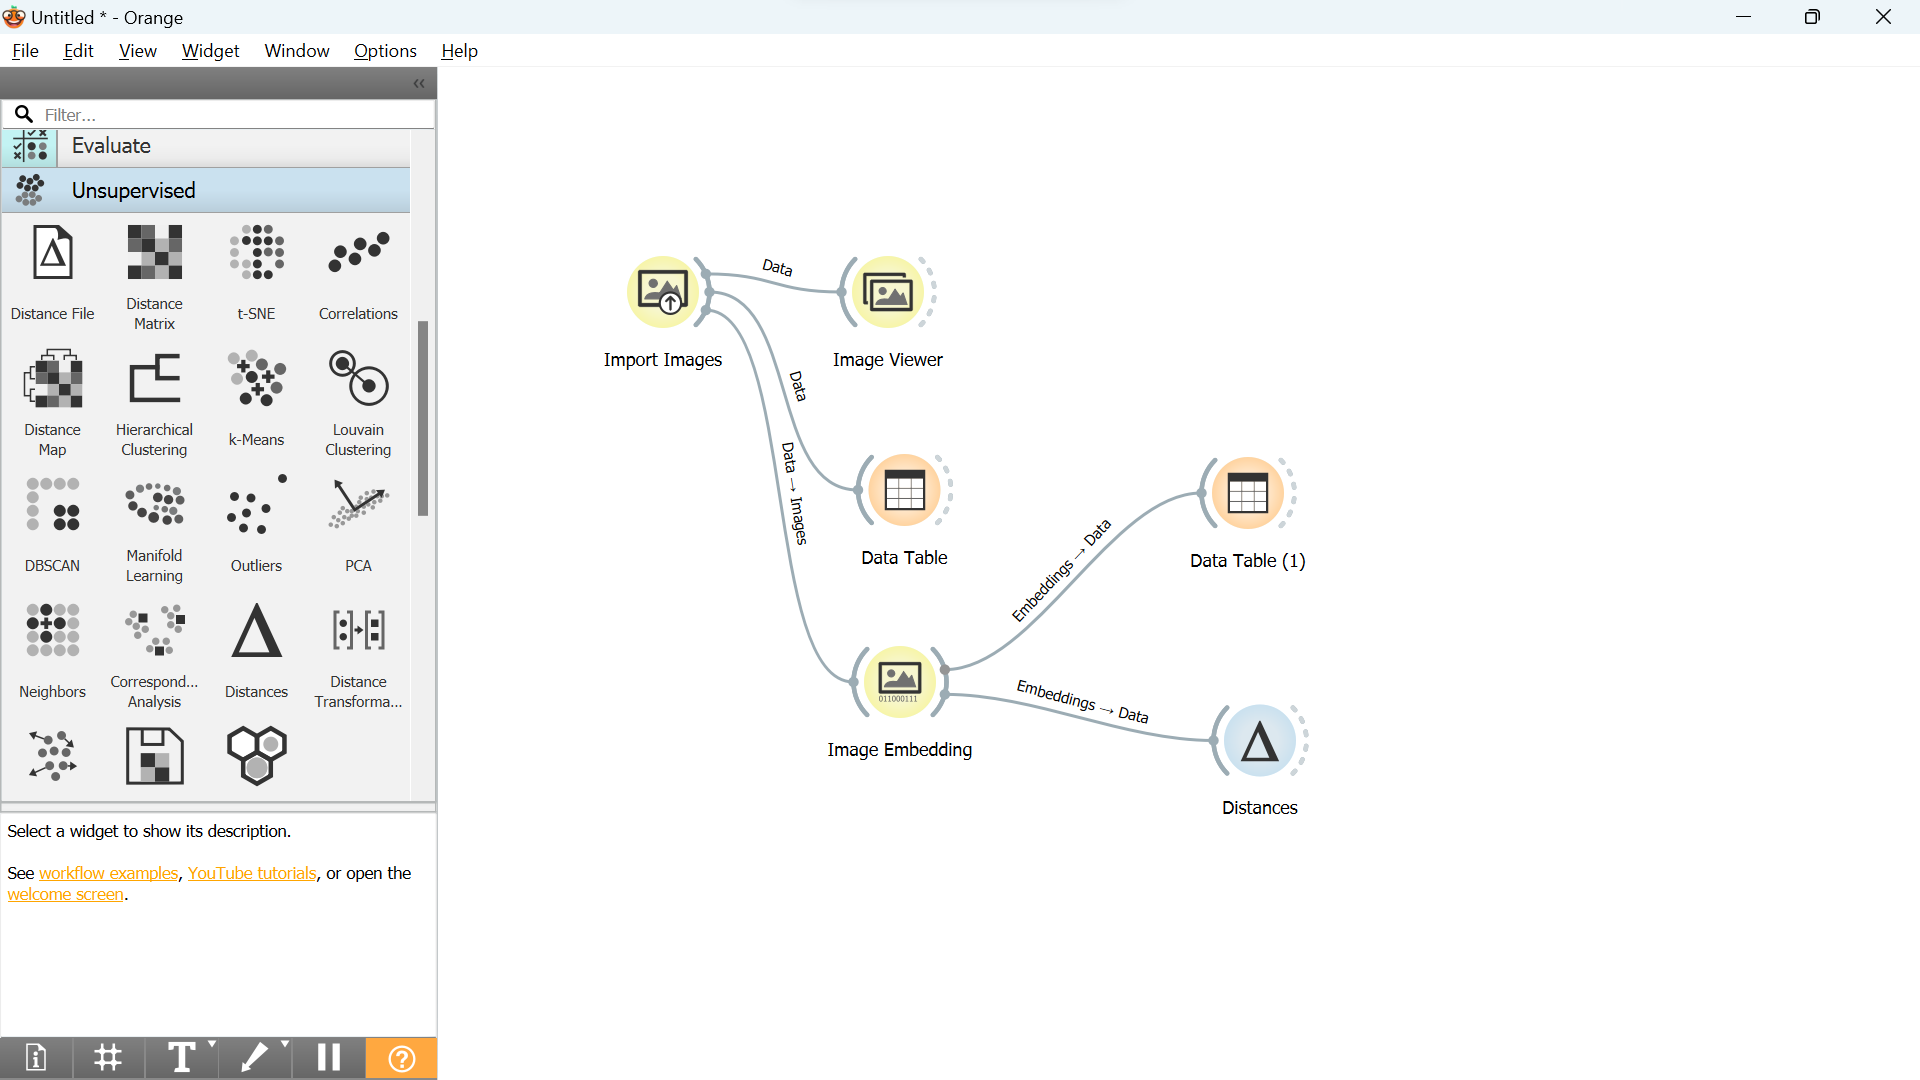 Untitled * - Orange
File Edit View Widget Window Options Help
«
Filter...
Evaluate
Unsupervised
Distance File
Distance
Matrix
t-SNE
Correlations
Distance
Map
Hierarchical
Clustering
k-Means
Louvain
Clustering
DBSCAN
Manifold
Learning
Outliers
PCA
Neighbors
Correspond...
Analysis
Distances
Distance
Transforma...
Select a widget to show its description.
See workflow examples, YouTube tutorials, or open the
welcome screen.
Data
Import Images
Image Viewer
Data
Data → Images
Data Table
Embeddings → Data
Data Table (1)
011000111
Image Embedding
Embeddings → Data
Distances